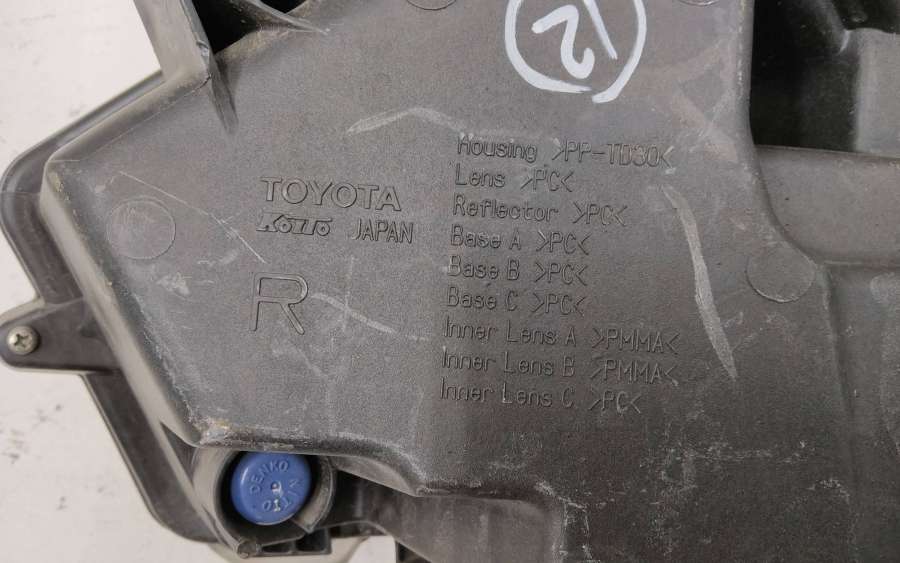 12
Housing >PP-TD30<
Lens >PC<
Reflector >PC<
Base A >PC<
Base B >PC<
Base C >PC<
Inner Lens A >PMMA<
Inner Lens B >PMMA<
Inner Lens C >PC<
TOYOTA
KOITO JAPAN
R
DENKO
NITTO